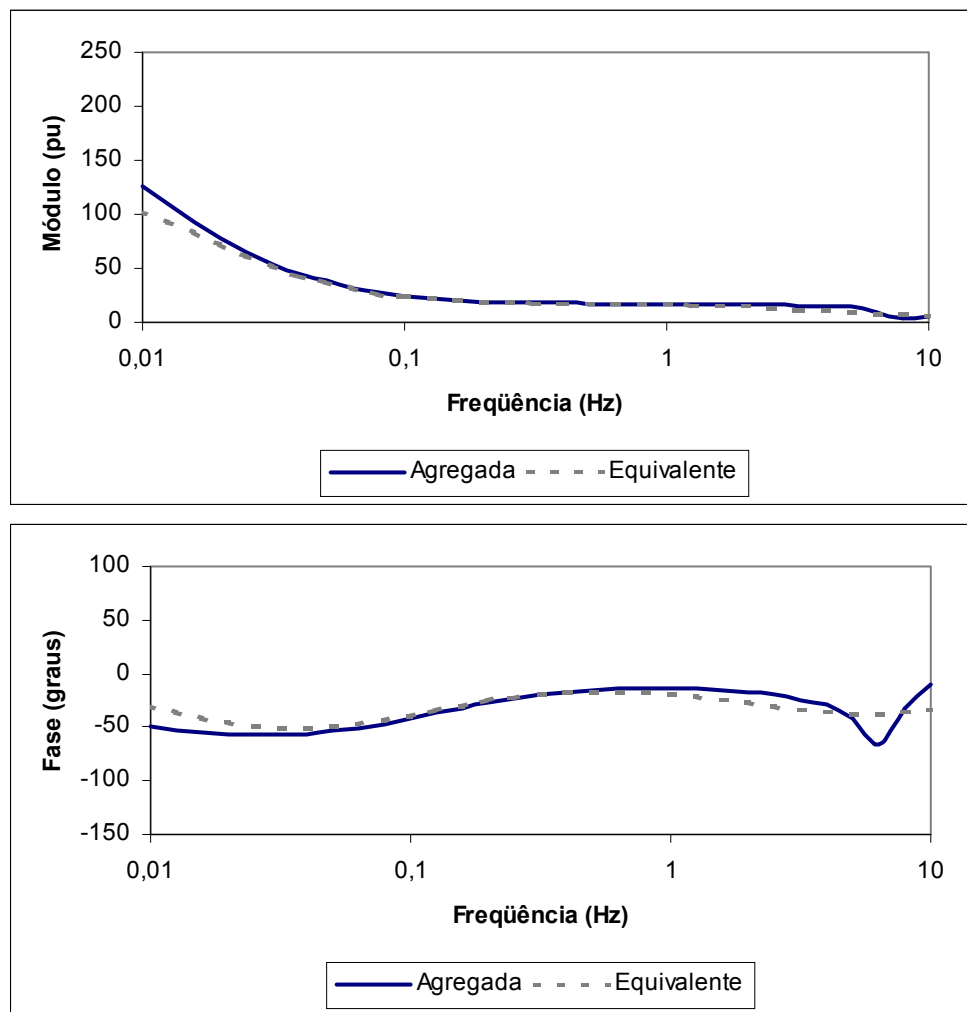 250
200
150
100
50
0
Módulo (pu)
0,01 0,1 1 10
Freqüência (Hz)
Agregada Equivalente
100
50
0
-50
-100
-150
Fase (graus)
0,01 0,1 1 10
Freqüência (Hz)
Agregada Equivalente